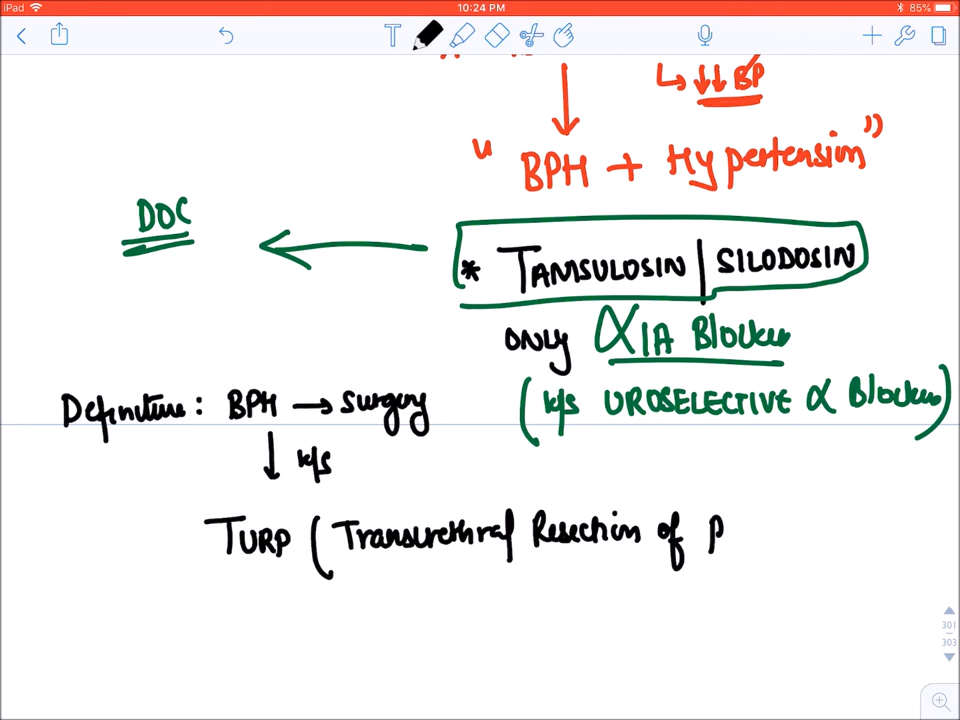 iPad 10:24 PM 85%
T
↳ ↓↓ BP
" BPH + Hypertension "
DOC
* TAMSULOSIN | SILODOSIN
ONLY α1A Blocker
(k/s UROSELECTIVE α Blocker)
Definitive: BPH → Surgery
↓ k/s
TURP (Transurethral Resection of P
301
303